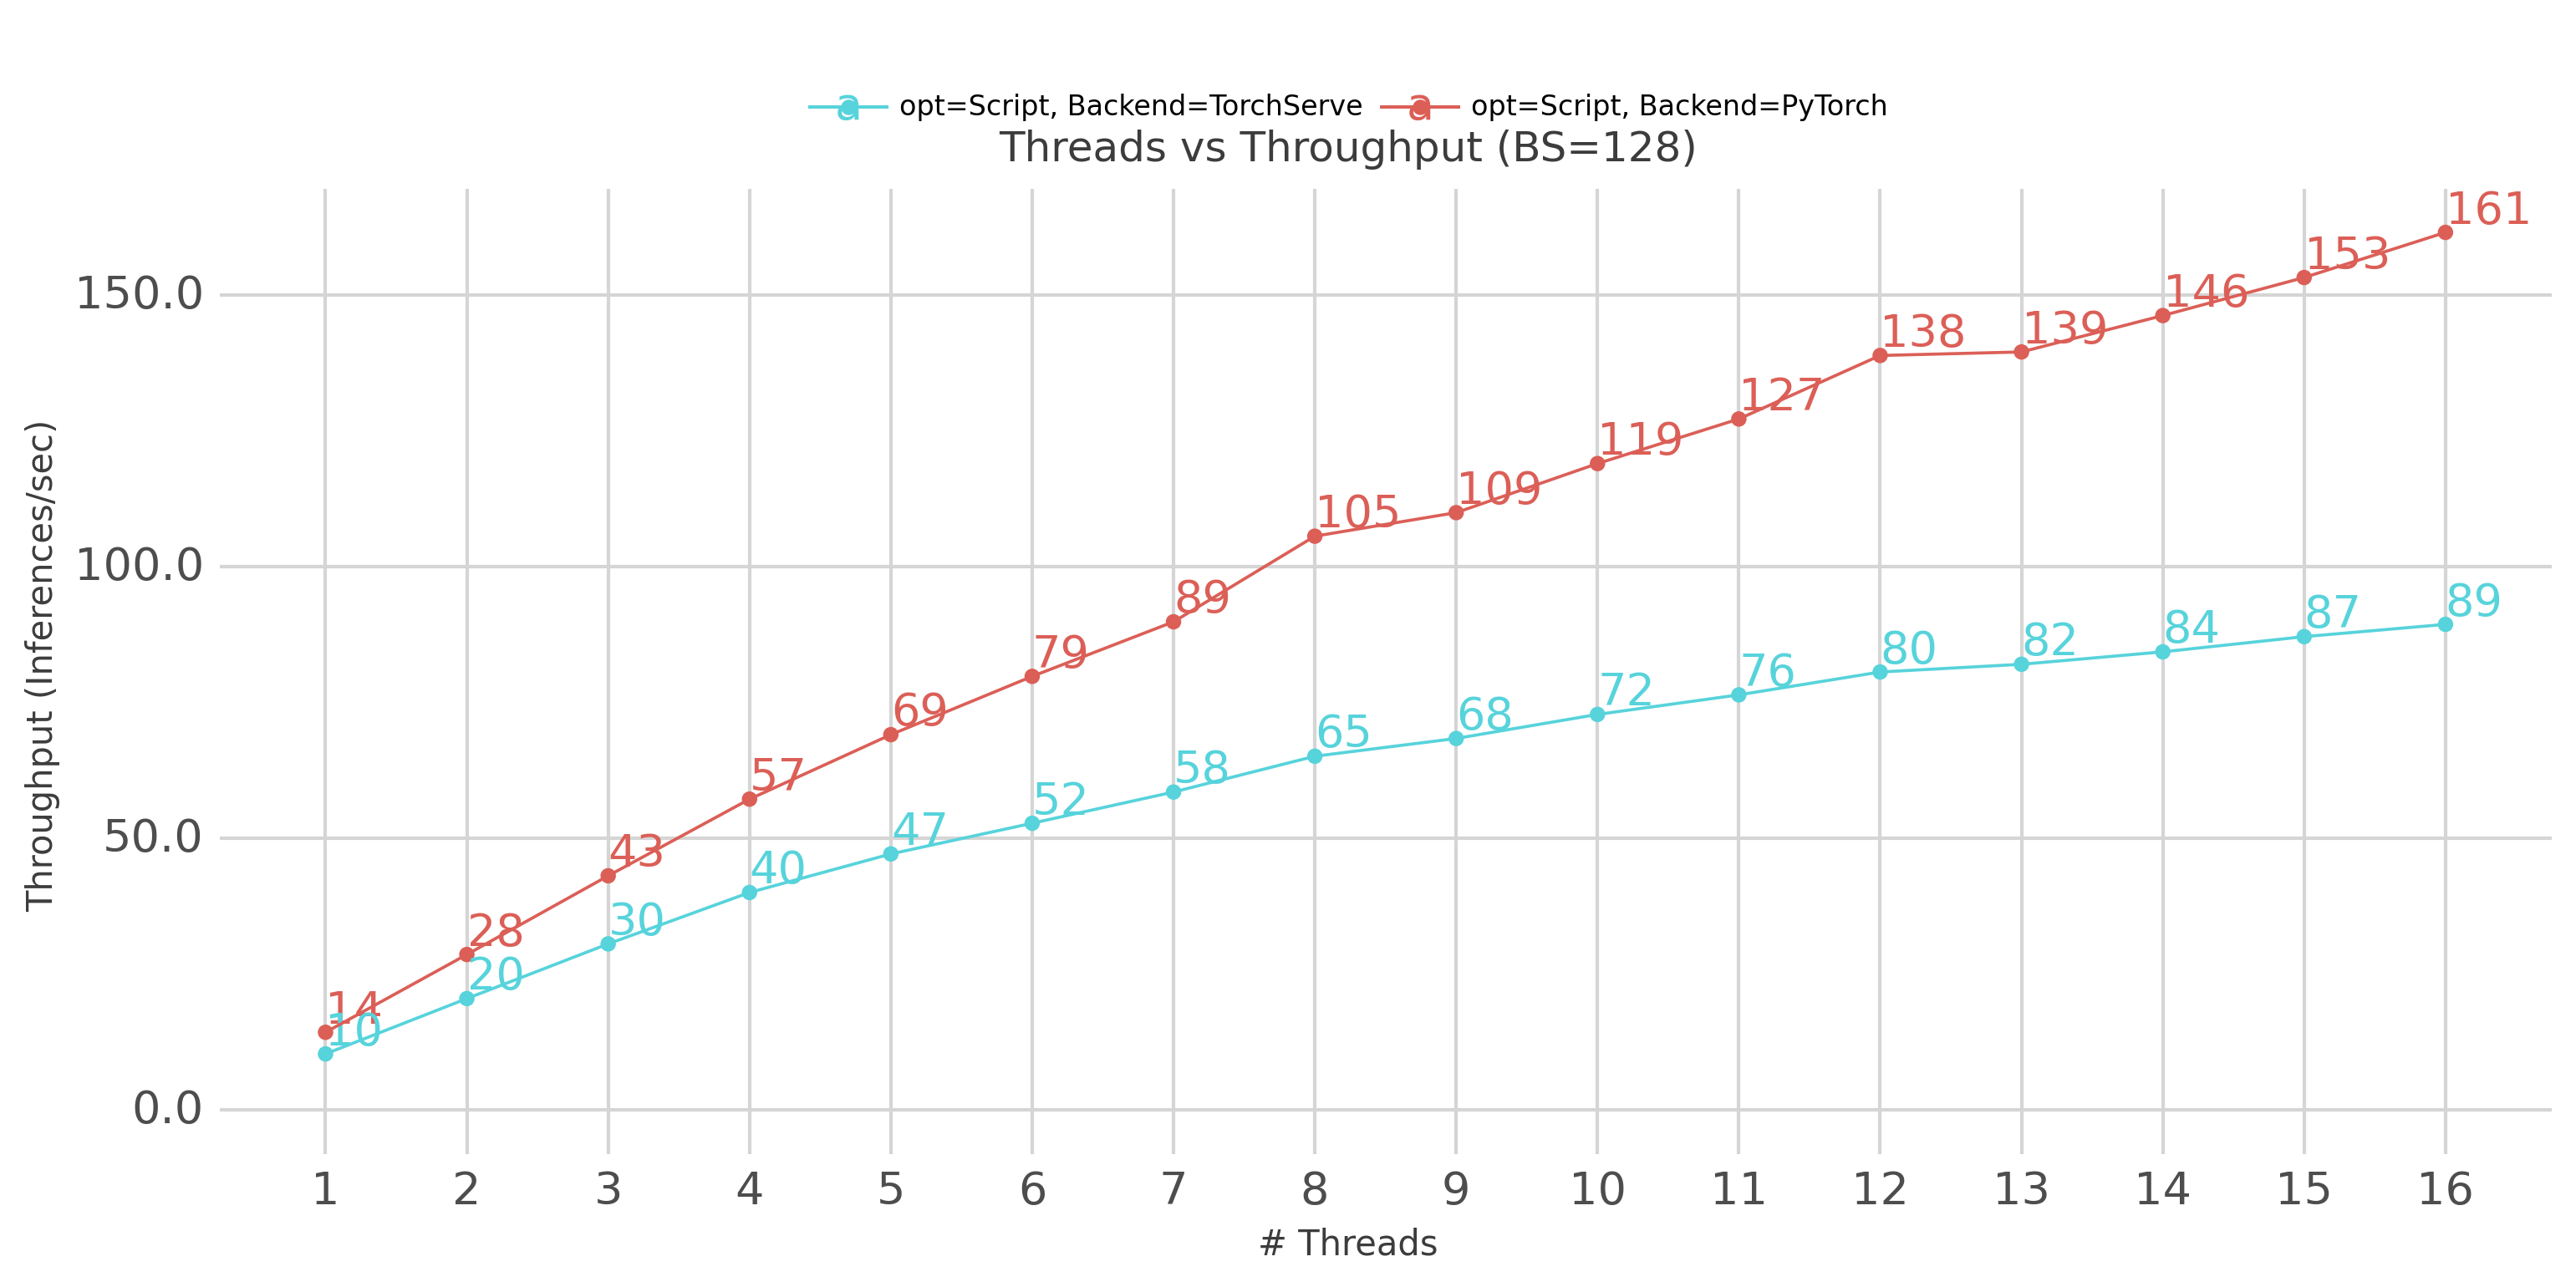 a opt=Script, Backend=TorchServe a opt=Script, Backend=PyTorch
Threads vs Throughput (BS=128)
Throughput (Inferences/sec)
150.0
100.0
50.0
0.0
14 28 43 57 69 79 89 105 109 119 127 138 139 146 153 161
10 20 30 40 47 52 58 65 68 72 76 80 82 84 87 89
1 2 3 4 5 6 7 8 9 10 11 12 13 14 15 16
# Threads